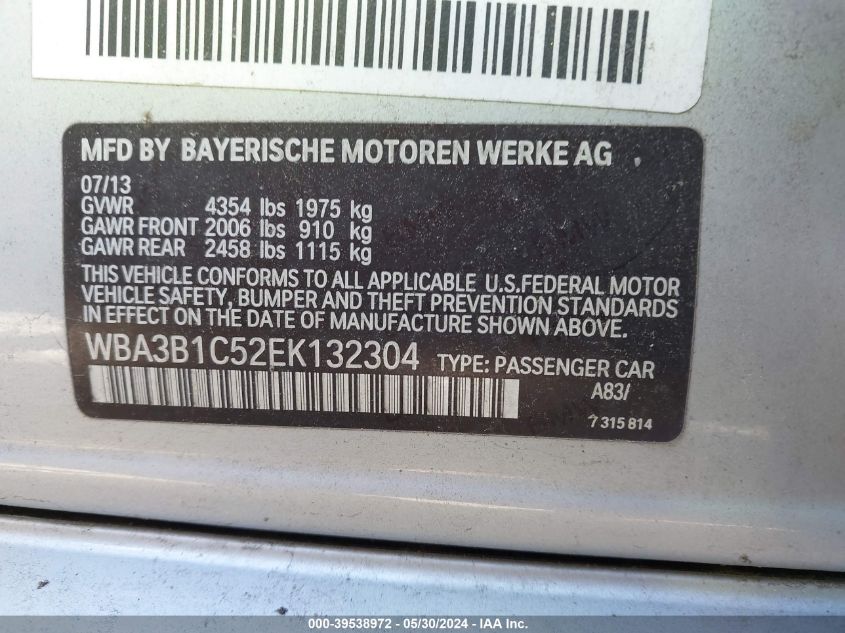 MFD BY BAYERISCHE MOTOREN WERKE AG
07/13
GVWR 4354 lbs 1975 kg
GAWR FRONT 2006 lbs 910 kg
GAWR REAR 2458 lbs 1115 kg
THIS VEHICLE CONFORMS TO ALL APPLICABLE U.S.FEDERAL MOTOR
VEHICLE SAFETY, BUMPER AND THEFT PREVENTION STANDARDS
IN EFFECT ON THE DATE OF MANUFACTURE SHOWN ABOVE.
WBA3B1C52EK132304 TYPE: PASSENGER CAR
A83/
7 315 814
000-39538972 - 05/30/2024 - IAA Inc.